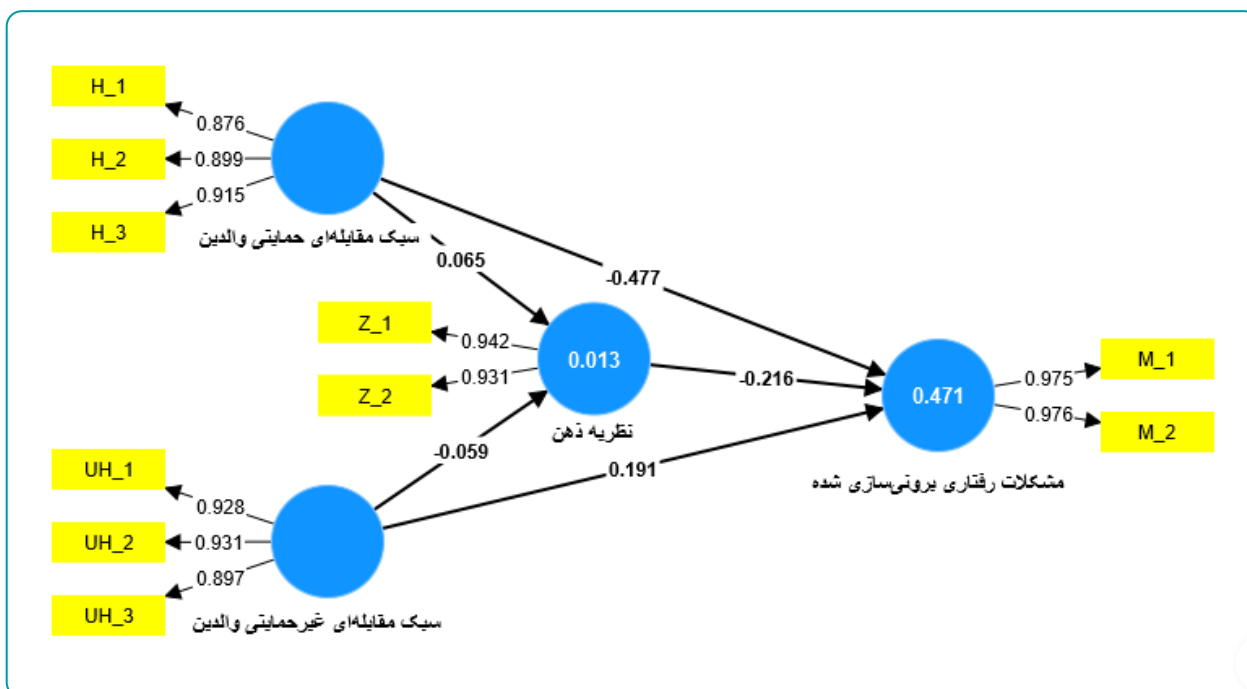 H_1
0.876
H_2
0.899
H_3
0.915
سبک مقابله‌ای حمایتی والدین
0.065
-0.477
Z_1
0.942
Z_2
0.931
0.013
نظریه ذهن
-0.216
0.471
M_1
0.975
M_2
0.976
مشکلات رفتاری برونی‌سازی شده
-0.059
0.191
UH_1
0.928
UH_2
0.931
UH_3
0.897
سبک مقابله‌ای غیرحمایتی والدین